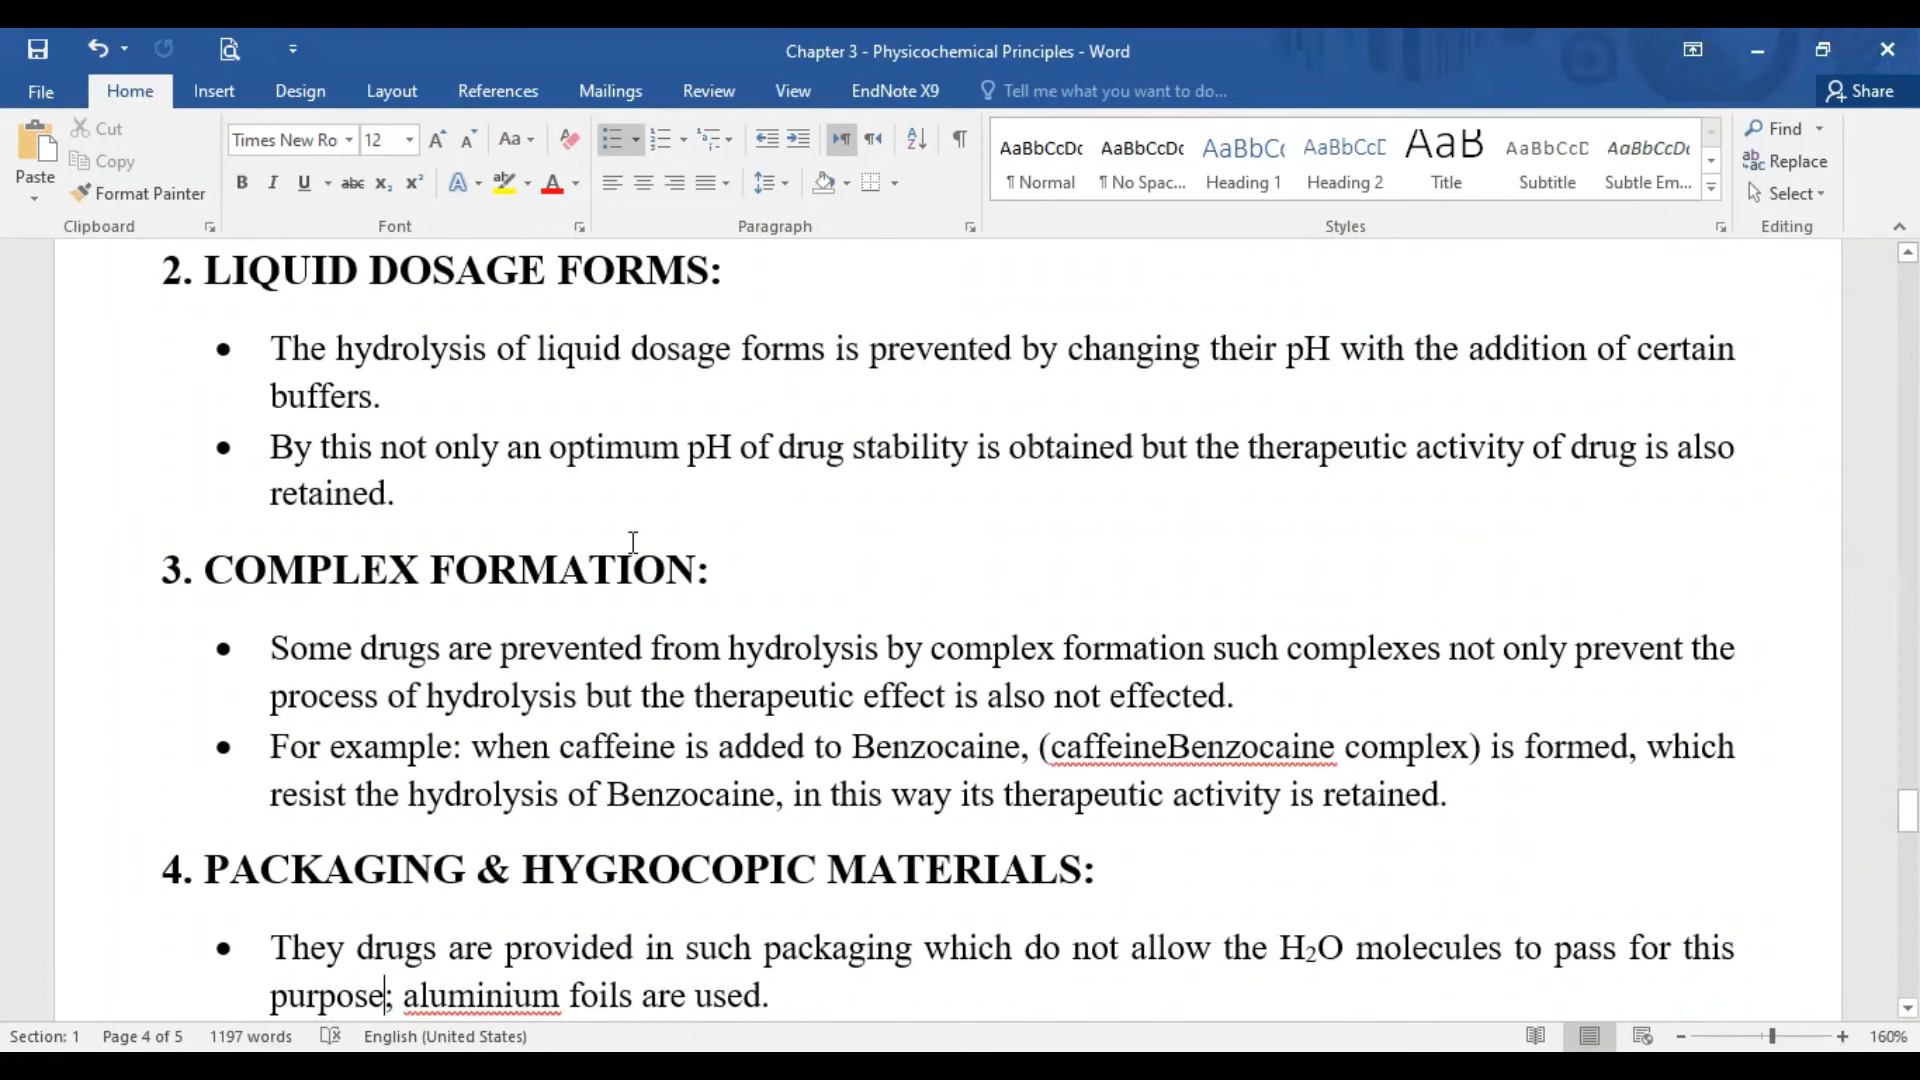 Chapter 3 - Physicochemical Principles - Word
File Home Insert Design Layout References Mailings Review View EndNote X9 Tell me what you want to do... Share
Paste
Cut
Copy
Format Painter
Clipboard
Times New Ro 12 Aa
B I U abc X₂ X² A ab A
Font
Paragraph
AaBbCcDc AaBbCcDc AaBbCc AaBbCcC AaB AaBbCcD AaBbCcDc
¶ Normal ¶ No Spac... Heading 1 Heading 2 Title Subtitle Subtle Em...
Styles
Find
Replace
Select
Editing
2. LIQUID DOSAGE FORMS:
• The hydrolysis of liquid dosage forms is prevented by changing their pH with the addition of certain
buffers.
• By this not only an optimum pH of drug stability is obtained but the therapeutic activity of drug is also
retained.
3. COMPLEX FORMATION:
• Some drugs are prevented from hydrolysis by complex formation such complexes not only prevent the
process of hydrolysis but the therapeutic effect is also not effected.
• For example: when caffeine is added to Benzocaine, (caffeineBenzocaine complex) is formed, which
resist the hydrolysis of Benzocaine, in this way its therapeutic activity is retained.
4. PACKAGING & HYGROCOPIC MATERIALS:
• They drugs are provided in such packaging which do not allow the H₂O molecules to pass for this
purpose; aluminium foils are used.
Section: 1 Page 4 of 5 1197 words English (United States) 160%